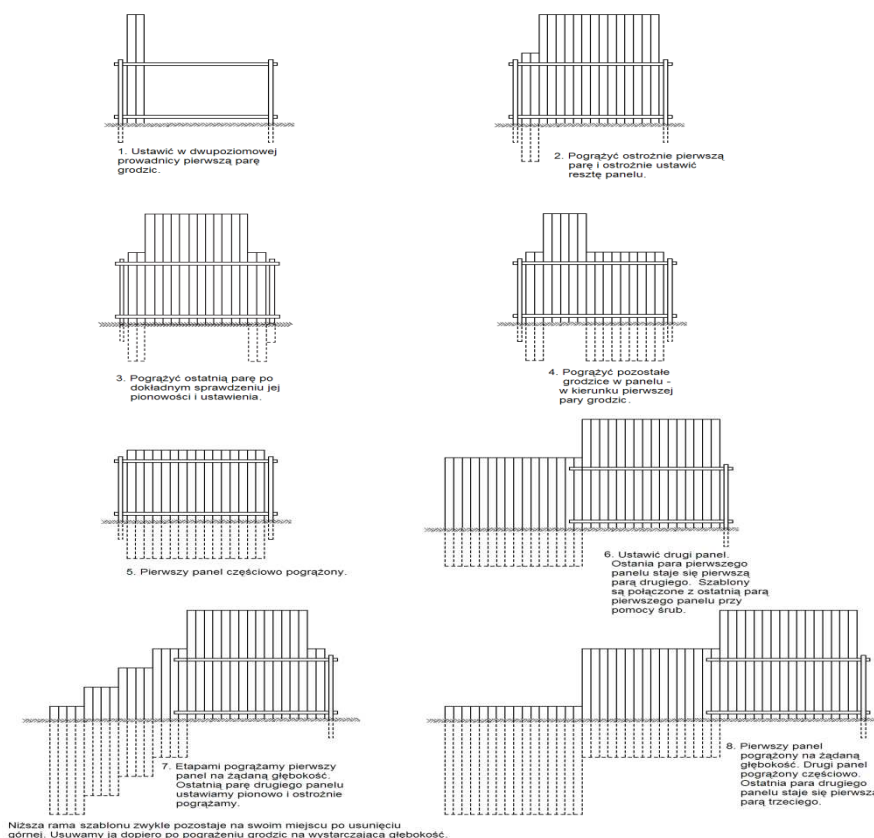 1. Ustawić w dwupoziomowej
prowadnicy pierwszą parę
grodzic.
2. Pogrążyć ostrożnie pierwszą
parę i ostrożnie ustawić
resztę panelu.
3. Pogrążyć ostatnią parę po
dokładnym sprawdzeniu jej
pionowości i ustawienia.
4. Pogrążyć pozostałe
grodzice w panelu -
w kierunku pierwszej
pary grodzic.
5. Pierwszy panel częściowo pogrążony.
6. Ustawić drugi panel.
Ostania para pierwszego
panelu staje się pierwszą
parą drugiego. Szablony
są połączone z ostatnią parą
pierwszego panelu przy
pomocy śrub.
7. Etapami pogrążamy pierwszy
panel na żądaną głębokość.
Ostatnią parę drugiego panelu
ustawiamy pionowo i ostrożnie
pogrążamy.
8. Pierwszy panel
pogrążony na żądaną
głębokość. Drugi panel
pogrążony częściowo.
Ostatnia para drugiego
panelu staje się pierwszą
parą trzeciego.
Niższa rama szablonu zwykle pozostaje na swoim miejscu po usunięciu
górnej. Usuwamy ją dopiero po pogrążeniu grodzic na wystarczającą głębokość.